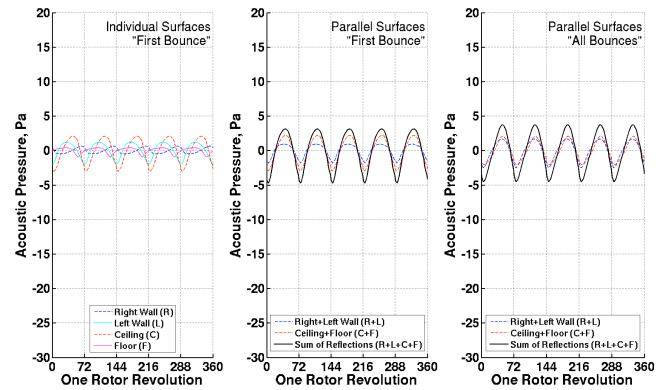 Individual Surfaces
"First Bounce"
Acoustic Pressure, Pa
20
15
10
5
0
-5
-10
-15
-20
-25
-30
Right Wall (R)
Left Wall (L)
Ceiling (C)
Floor (F)
0 72 144 216 288 360
One Rotor Revolution
Parallel Surfaces
"First Bounce"
Acoustic Pressure, Pa
20
15
10
5
0
-5
-10
-15
-20
-25
-30
Right+Left Wall (R+L)
Ceiling+Floor (C+F)
Sum of Reflections (R+L+C+F)
0 72 144 216 288 360
One Rotor Revolution
Parallel Surfaces
"All Bounces"
Acoustic Pressure, Pa
20
15
10
5
0
-5
-10
-15
-20
-25
-30
Right+Left Wall (R+L)
Ceiling+Floor (C+F)
Sum of Reflections (R+L+C+F)
0 72 144 216 288 360
One Rotor Revolution